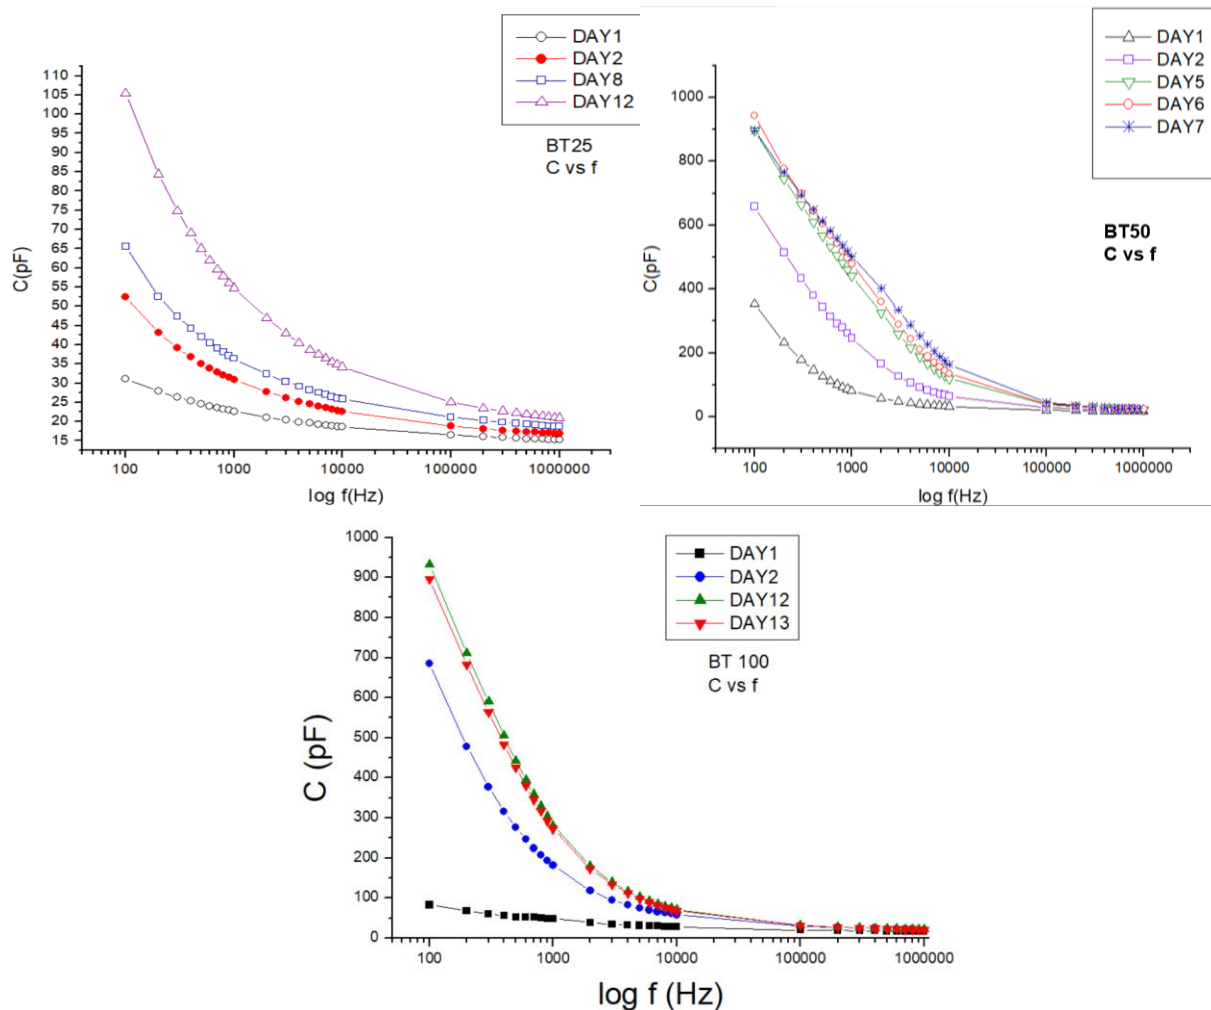 DAY1
DAY2
DAY8
DAY12
BT25
C vs f
C(pF)
110
105
100
95
90
85
80
75
70
65
60
55
50
45
40
35
30
25
20
15
100
1000
10000
100000
1000000
log f(Hz)
DAY1
DAY2
DAY5
DAY6
DAY7
BT50
C vs f
C(pF)
1000
800
600
400
200
0
100
1000
10000
100000
1000000
log f(Hz)
DAY1
DAY2
DAY12
DAY13
BT 100
C vs f
C (pF)
1000
900
800
700
600
500
400
300
200
100
0
100
1000
10000
100000
1000000
log f (Hz)